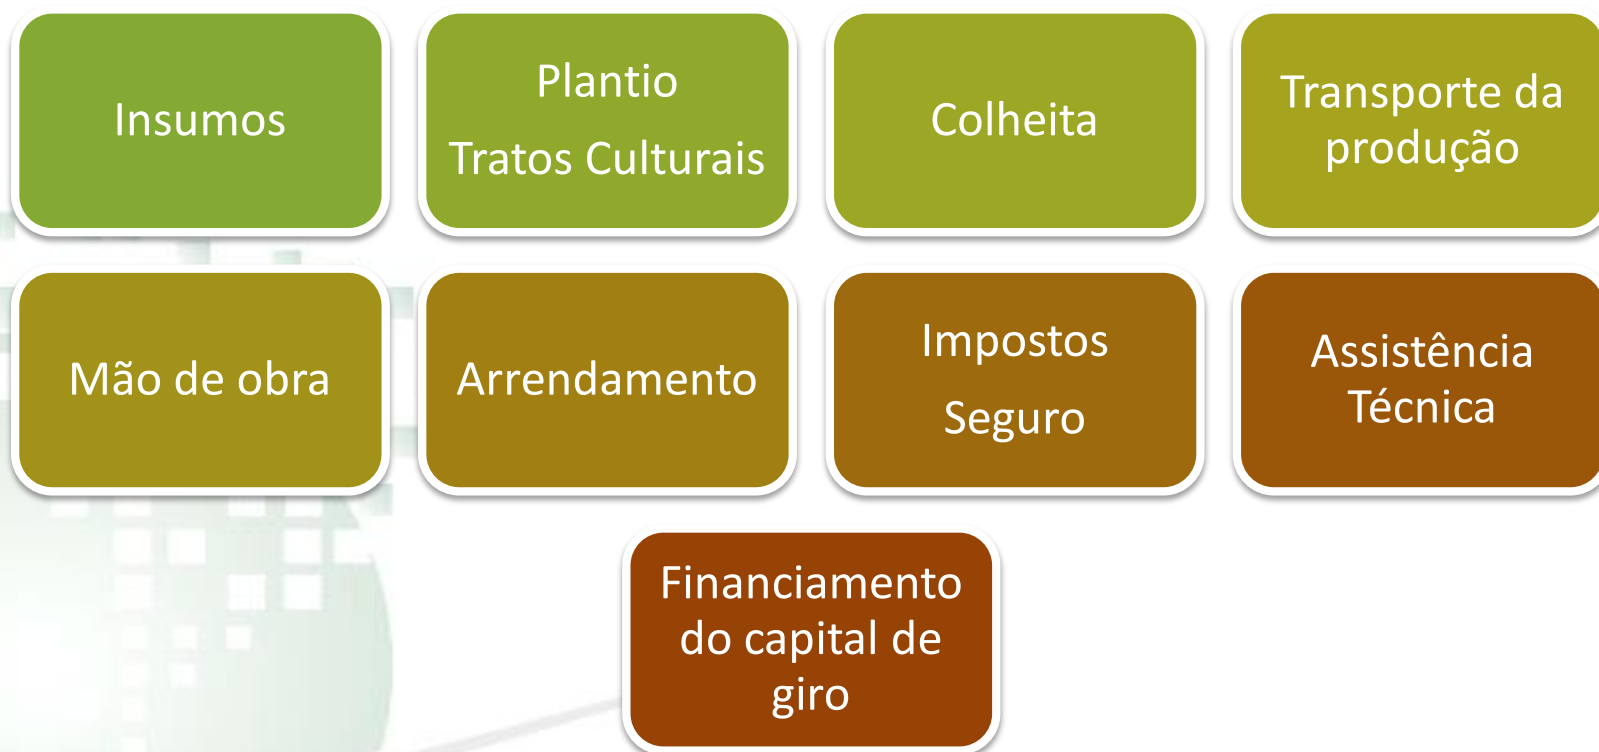 Insumos
Plantio
Tratos Culturais
Colheita
Transporte da
produção
Mão de obra
Arrendamento
Impostos
Seguro
Assistência
Técnica
Financiamento
do capital de
giro